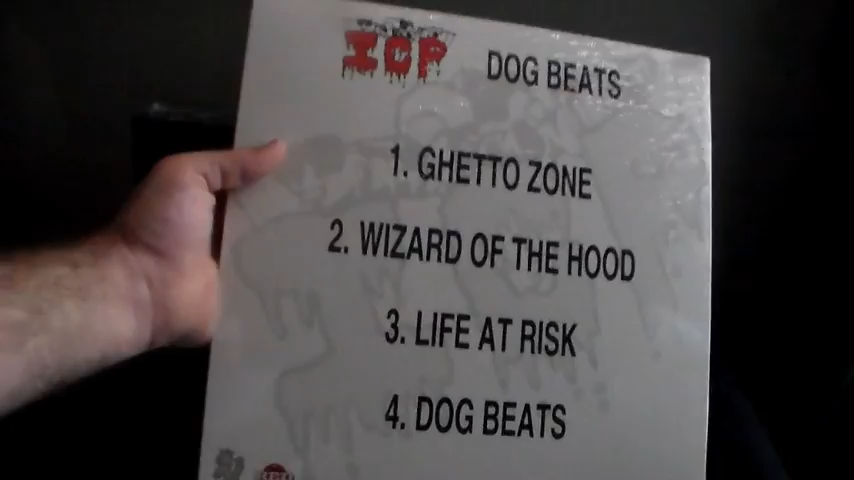 ICP DOG BEATS
1. GHETTO ZONE
2. WIZARD OF THE HOOD
3. LIFE AT RISK
4. DOG BEATS